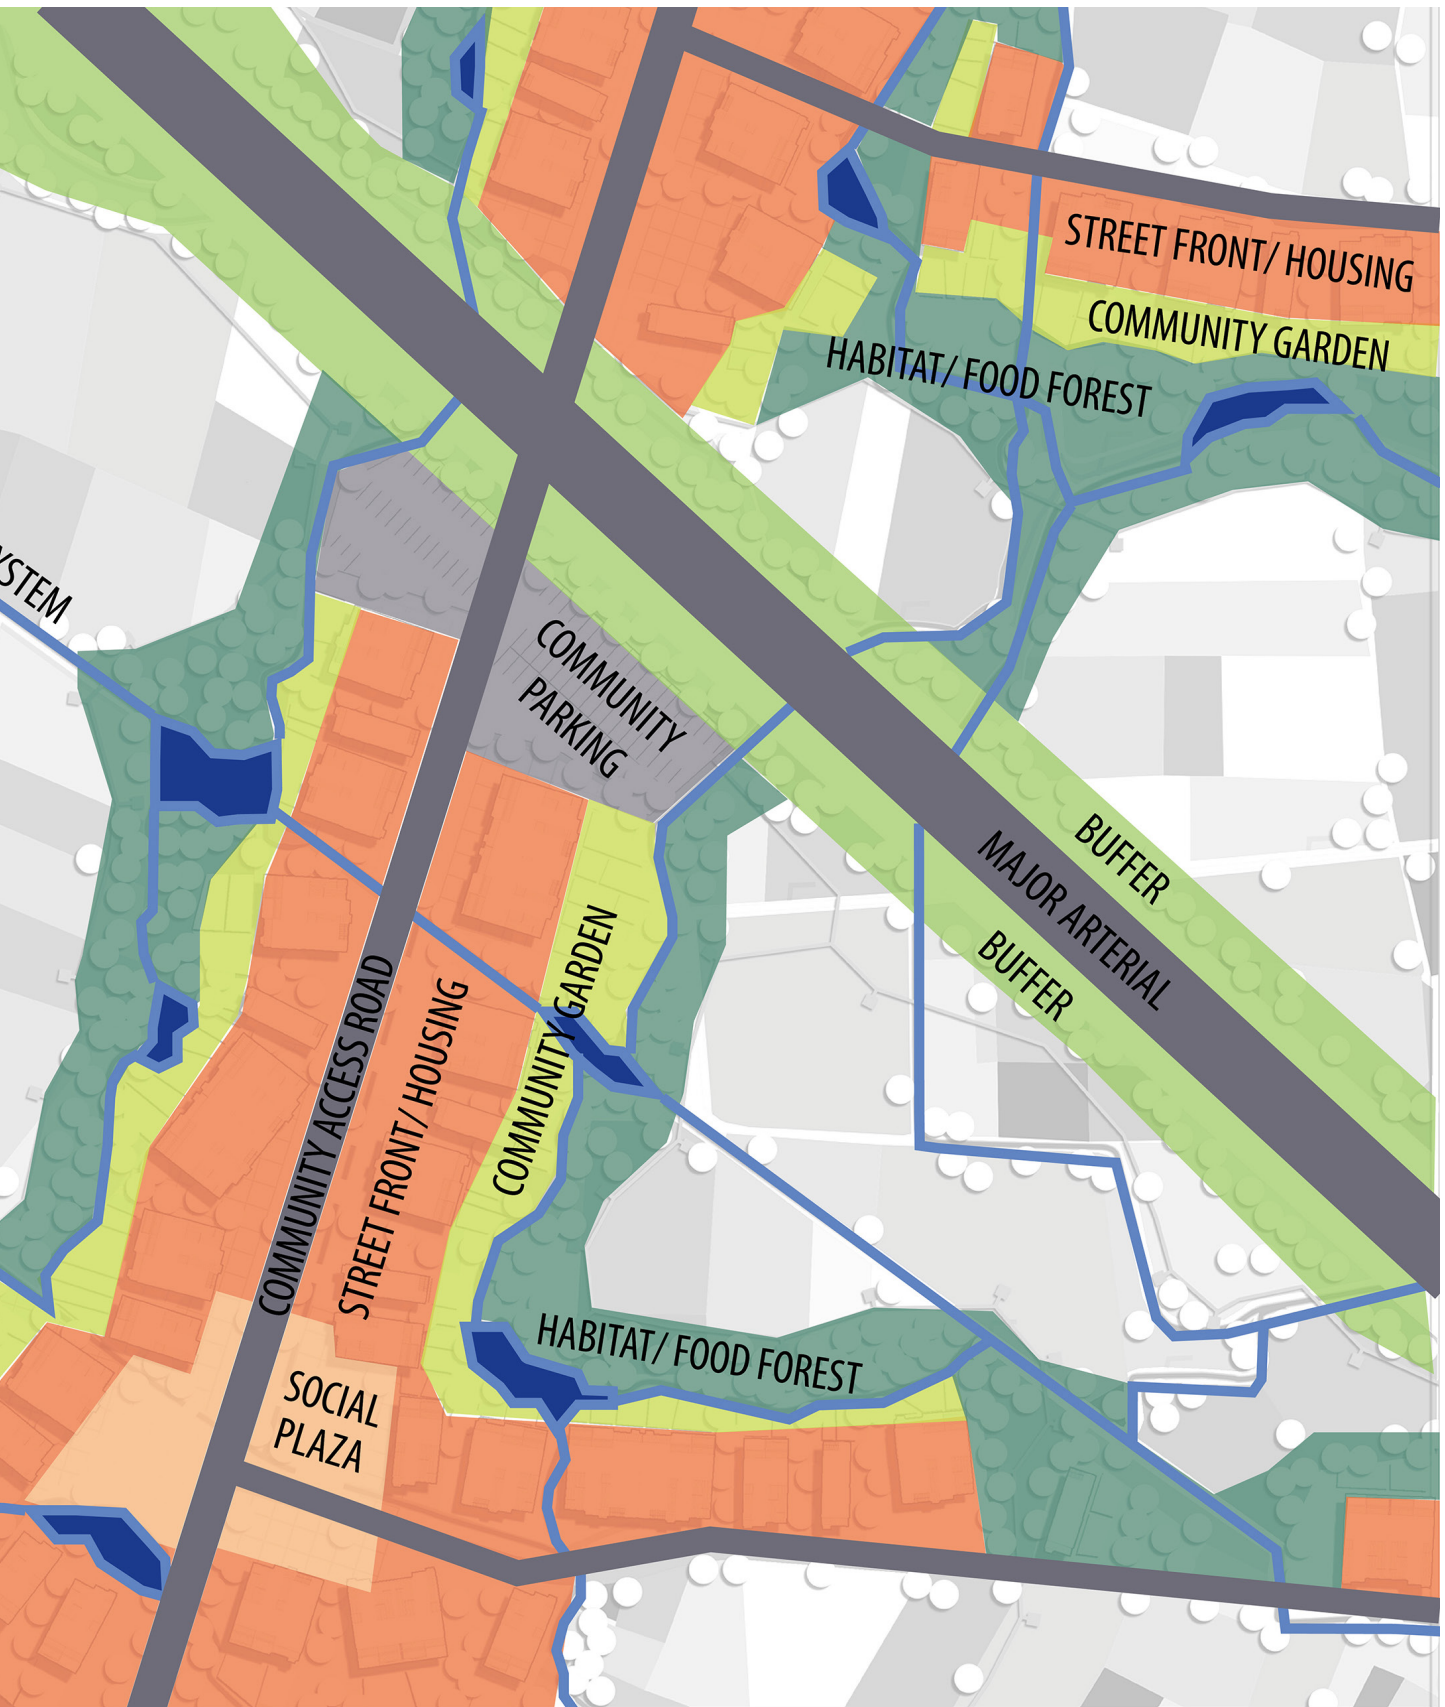 STREET FRONT/ HOUSING
COMMUNITY GARDEN
HABITAT/ FOOD FOREST
YSTEM
COMMUNITY
PARKING
BUFFER
MAJOR ARTERIAL
BUFFER
COMMUNITY GARDEN
COMMUNITY ACCESS ROAD
STREET FRONT/ HOUSING
HABITAT/ FOOD FOREST
SOCIAL
PLAZA